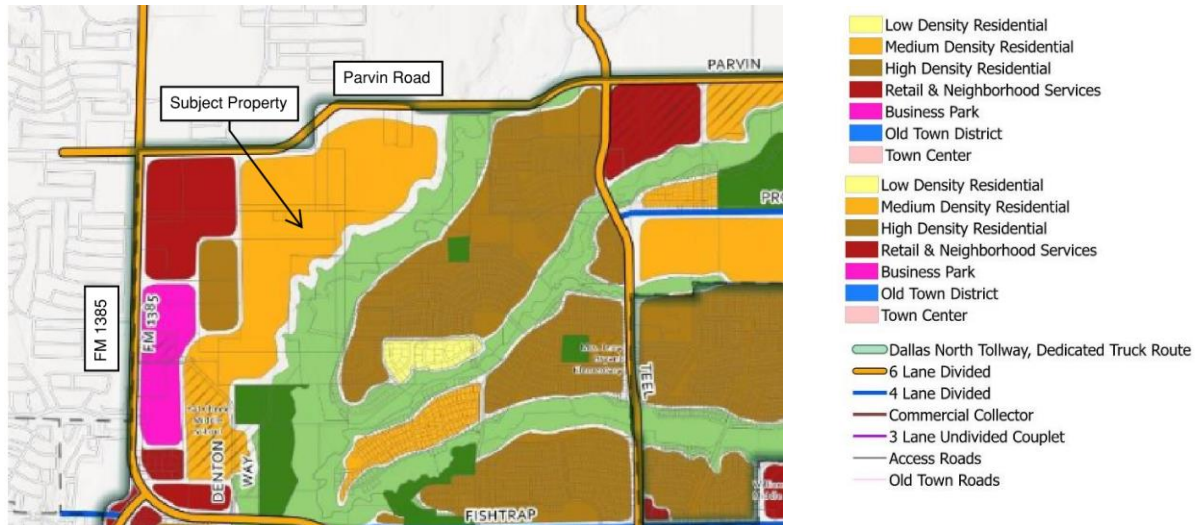 Parvin Road
PARVIN
Subject Property
PRO
FM 1385
FM 1385
TEEL
DENTON
WAY
FISHTRAP
Low Density Residential
Medium Density Residential
High Density Residential
Retail & Neighborhood Services
Business Park
Old Town District
Town Center
Low Density Residential
Medium Density Residential
High Density Residential
Retail & Neighborhood Services
Business Park
Old Town District
Town Center
Dallas North Tollway, Dedicated Truck Route
6 Lane Divided
4 Lane Divided
Commercial Collector
3 Lane Undivided Couplet
Access Roads
Old Town Roads